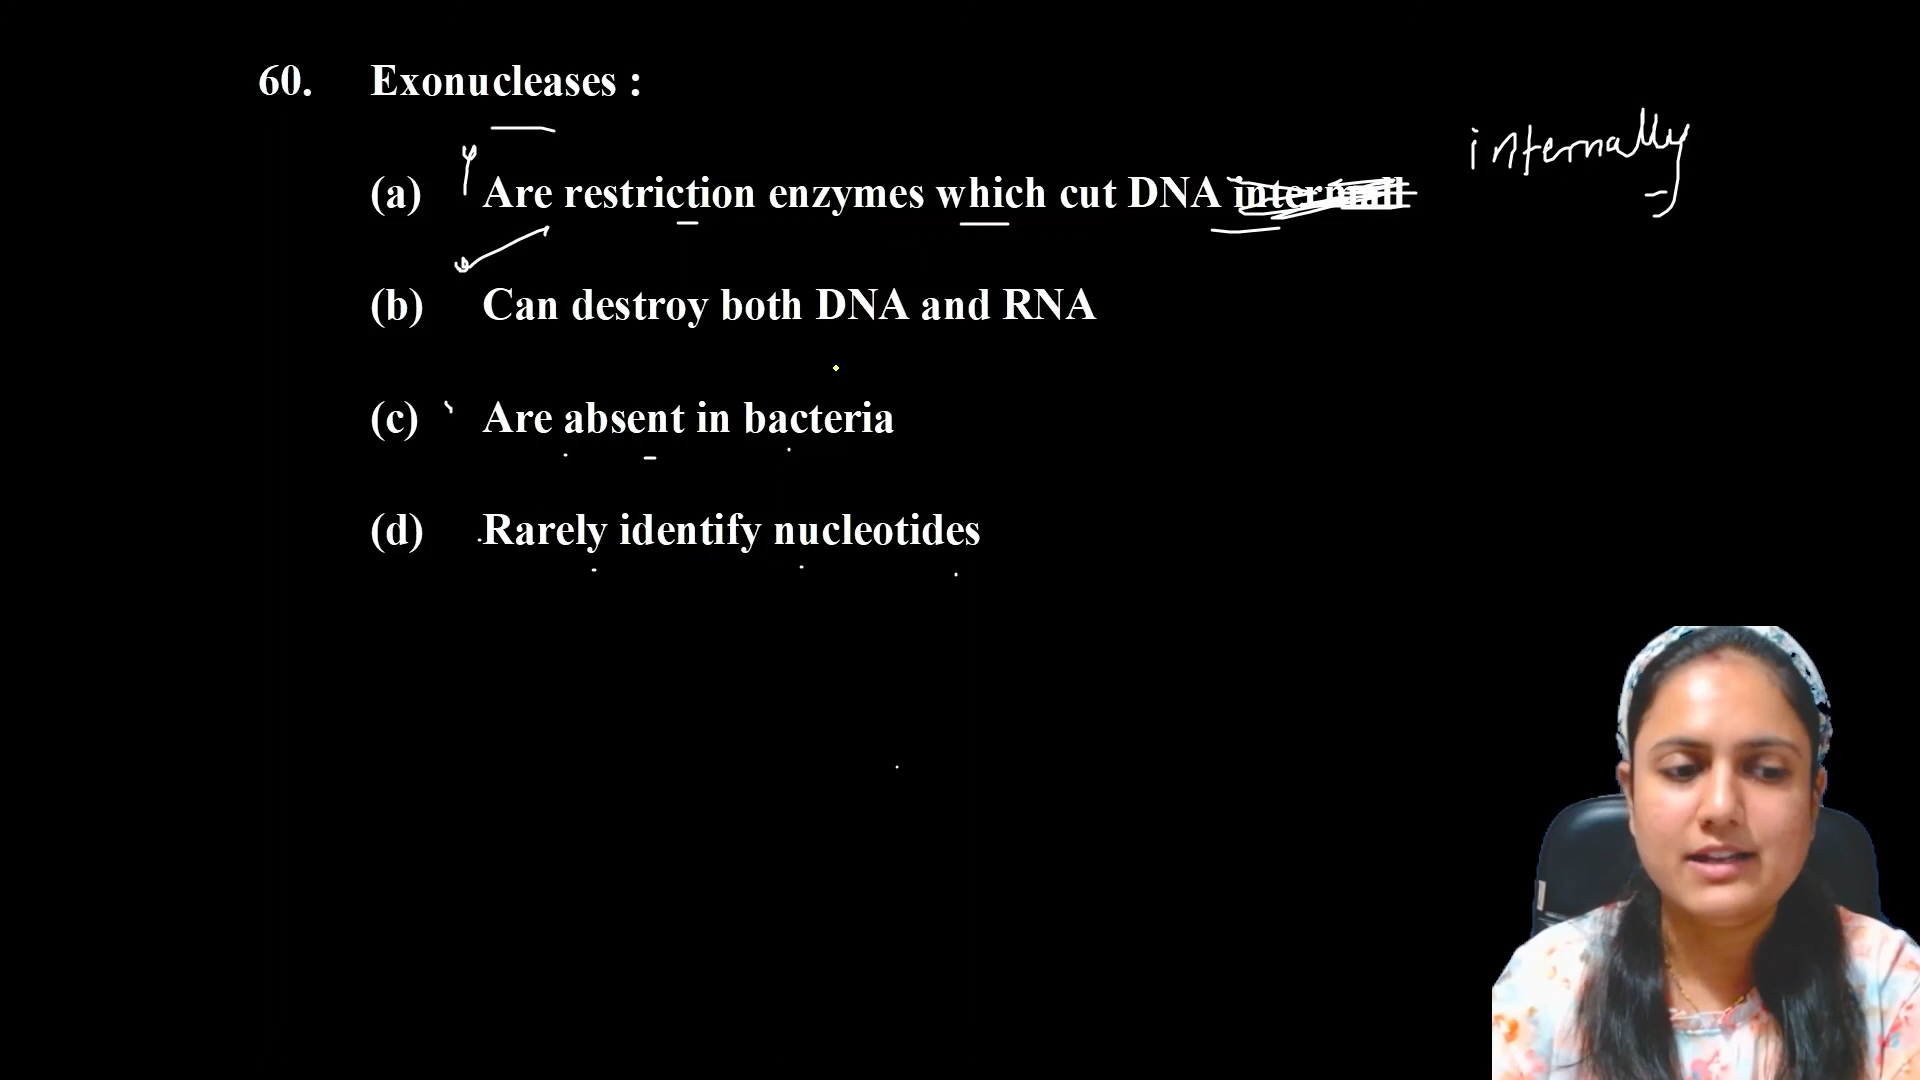 60. Exonucleases :
internally
(a) Are restriction enzymes which cut DNA
(b) Can destroy both DNA and RNA
(c) Are absent in bacteria
(d) Rarely identify nucleotides